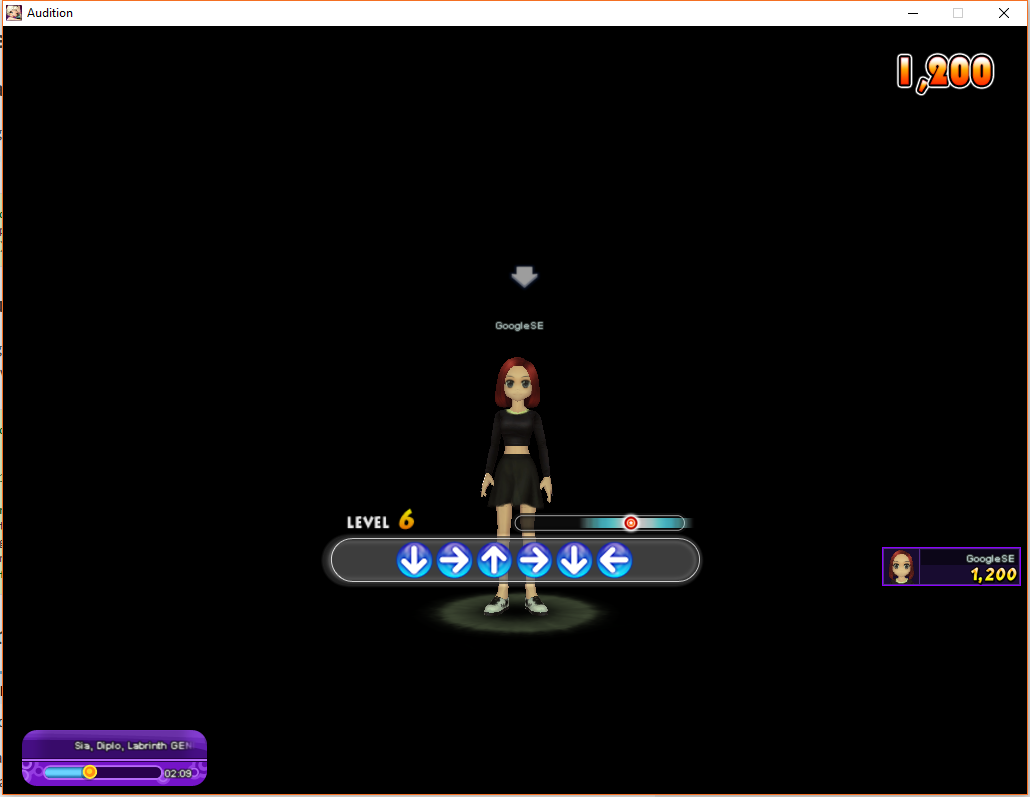 Audition
1,200
GoogleSE
LEVEL 6
GoogleSE
1,200
Sia, Diplo, Labrinth GEN
02:09